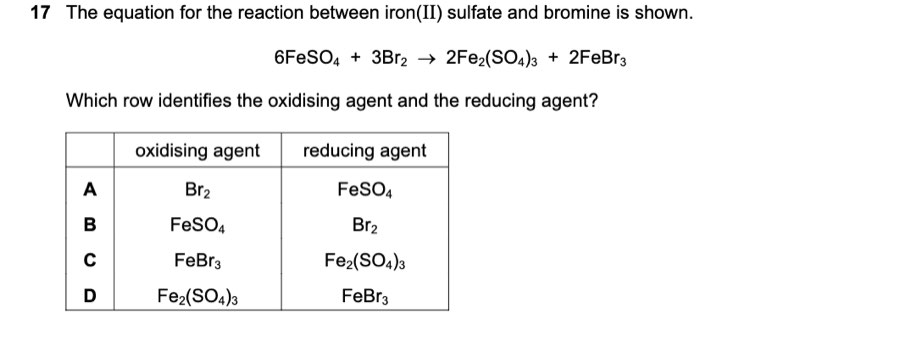 17 The equation for the reaction between iron(II) sulfate and bromine is shown.
6FeSO₄ + 3Br₂ → 2Fe₂(SO₄)₃ + 2FeBr₃
Which row identifies the oxidising agent and the reducing agent?
oxidising agent reducing agent
A Br₂ FeSO₄
B FeSO₄ Br₂
C FeBr₃ Fe₂(SO₄)₃
D Fe₂(SO₄)₃ FeBr₃